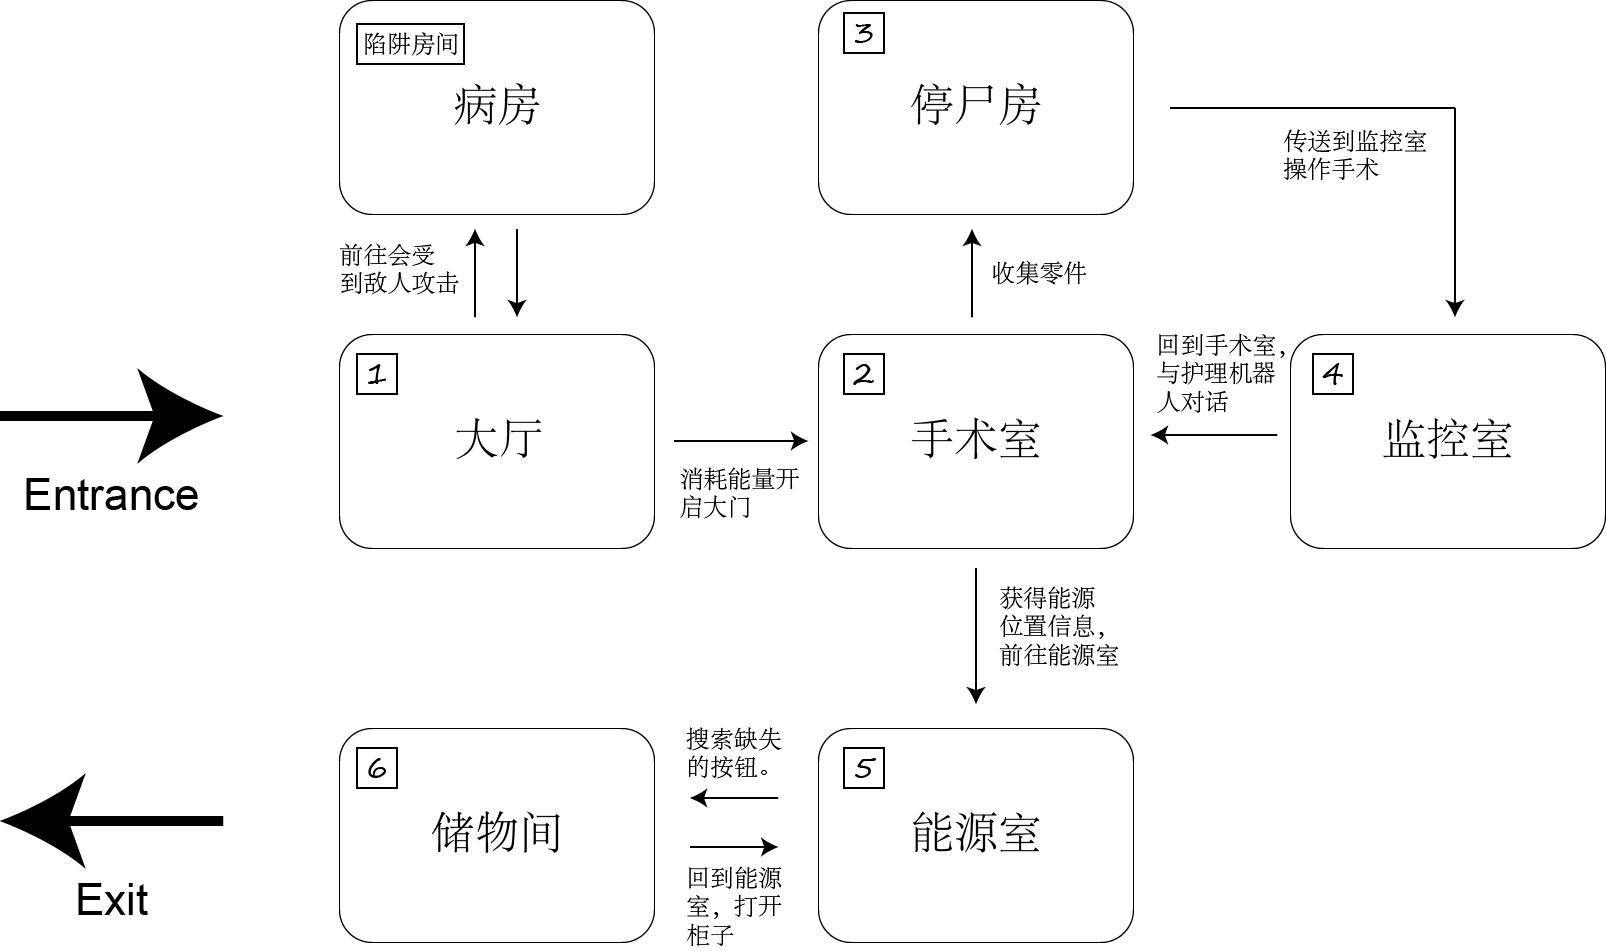 陷阱房间
病房
3
停尸房
传送到监控室
操作手术
前往会受
到敌人攻击
收集零件
1
大厅
2
手术室
回到手术室，
与护理机器
人对话
4
监控室
Entrance
消耗能量开
启大门
获得能源
位置信息，
前往能源室
6
储物间
搜索缺失
的按钮。
回到能源
室，打开
柜子
5
能源室
Exit